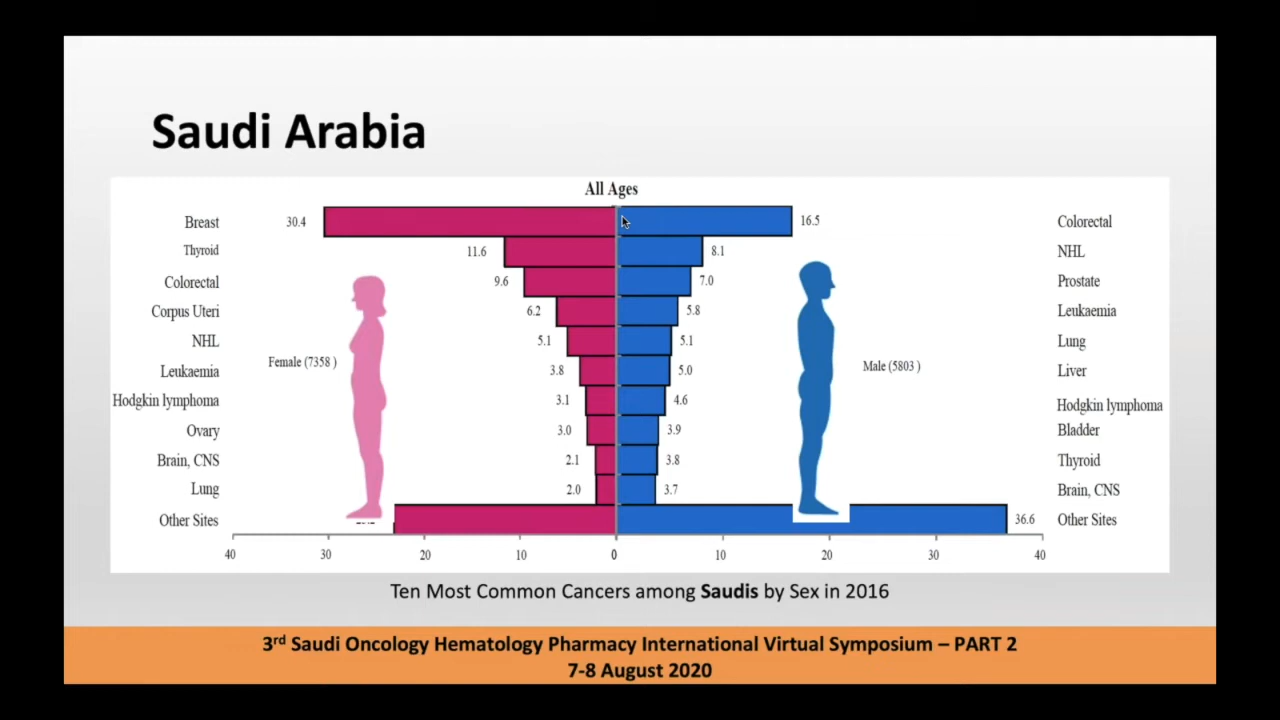 Saudi Arabia
All Ages
Breast 30.4 16.5 Colorectal
Thyroid 11.6 8.1 NHL
Colorectal 9.6 7.0 Prostate
Corpus Uteri 6.2 5.8 Leukaemia
NHL 5.1 5.1 Lung
Female (7358 ) Male (5803 )
Leukaemia 3.8 5.0 Liver
Hodgkin lymphoma 3.1 4.6 Hodgkin lymphoma
Ovary 3.0 3.9 Bladder
Brain, CNS 2.1 3.8 Thyroid
Lung 2.0 3.7 Brain, CNS
Other Sites 36.6 Other Sites
40 30 20 10 0 10 20 30 40
Ten Most Common Cancers among Saudis by Sex in 2016
3rd Saudi Oncology Hematology Pharmacy International Virtual Symposium – PART 2
7-8 August 2020